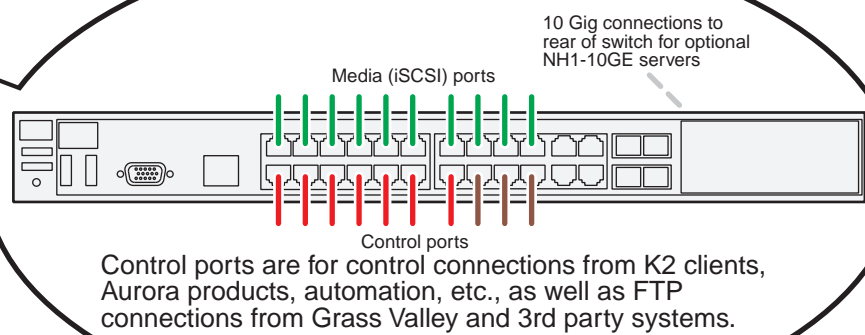 10 Gig connections to
rear of switch for optional
NH1-10GE servers
Media (iSCSI) ports
Control ports
Control ports are for control connections from K2 clients,
Aurora products, automation, etc., as well as FTP
connections from Grass Valley and 3rd party systems.